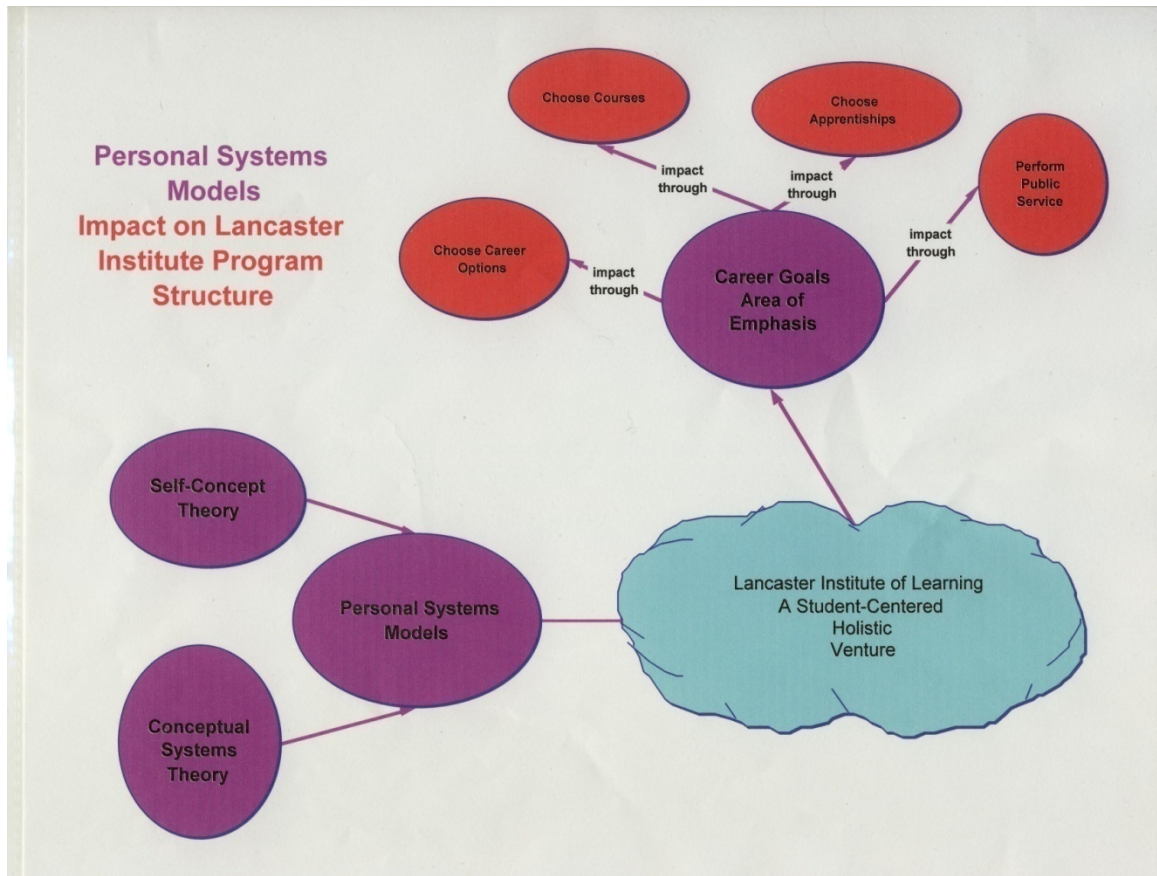 Personal Systems
Models
Impact on Lancaster
Institute Program
Structure
Choose Courses
Choose
Apprentiships
Perform
Public
Service
Choose Career
Options
impact
through
impact
through
impact
through
impact
through
Career Goals
Area of
Emphasis
Self-Concept
Theory
Personal Systems
Models
Conceptual
Systems
Theory
Lancaster Institute of Learning
A Student-Centered
Holistic
Venture